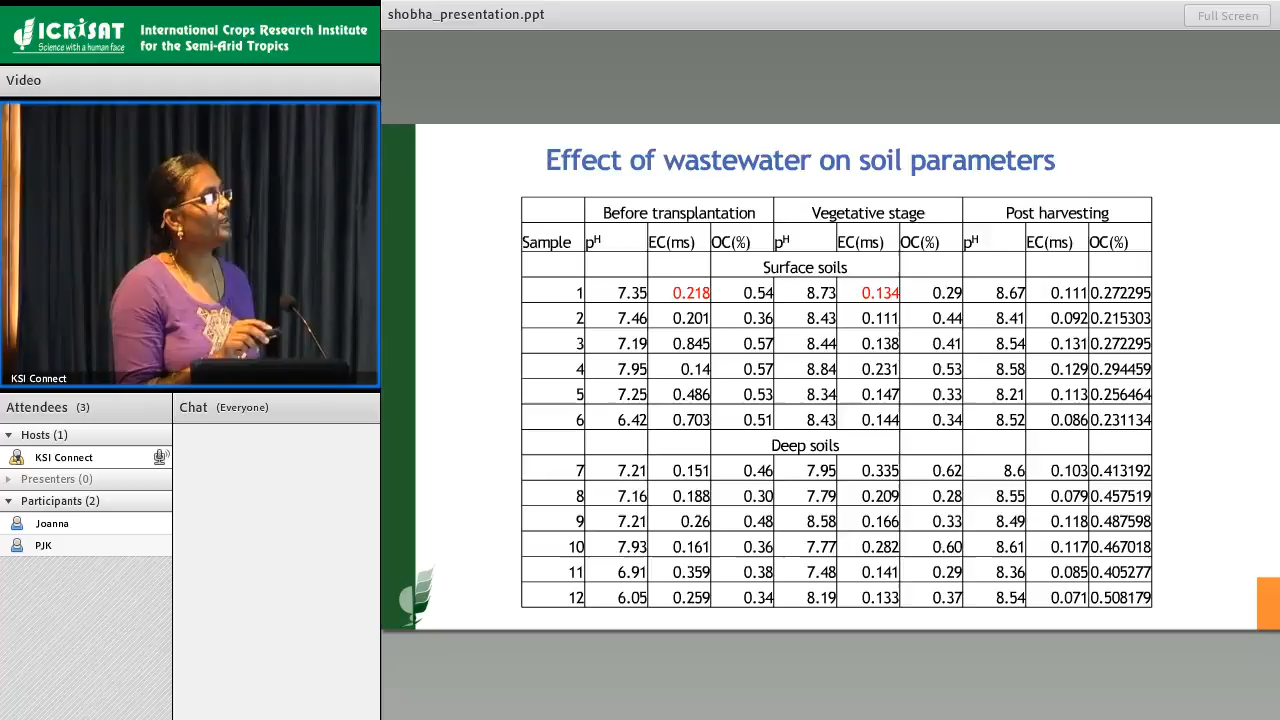 ICRISAT
Science with a human face
International Crops Research Institute
for the Semi-Arid Tropics
shobha_presentation.ppt
Full Screen
Video
KSI Connect
Attendees (3)
Hosts (1)
KSI Connect
Presenters (0)
Participants (2)
Joanna
PJK
Chat (Everyone)
Effect of wastewater on soil parameters
Before transplantation Vegetative stage Post harvesting
Sample pH EC(ms) OC(%) pH EC(ms) OC(%) pH EC(ms) OC(%)
Surface soils
1 7.35 0.218 0.54 8.73 0.134 0.29 8.67 0.111 0.272295
2 7.46 0.201 0.36 8.43 0.111 0.44 8.41 0.092 0.215303
3 7.19 0.845 0.57 8.44 0.138 0.41 8.54 0.131 0.272295
4 7.95 0.14 0.57 8.84 0.231 0.53 8.58 0.129 0.294459
5 7.25 0.486 0.53 8.34 0.147 0.33 8.21 0.113 0.256464
6 6.42 0.703 0.51 8.43 0.144 0.34 8.52 0.086 0.231134
Deep soils
7 7.21 0.151 0.46 7.95 0.335 0.62 8.6 0.103 0.413192
8 7.16 0.188 0.30 7.79 0.209 0.28 8.55 0.079 0.457519
9 7.21 0.26 0.48 8.58 0.166 0.33 8.49 0.118 0.487598
10 7.93 0.161 0.36 7.77 0.282 0.60 8.61 0.117 0.467018
11 6.91 0.359 0.38 7.48 0.141 0.29 8.36 0.085 0.405277
12 6.05 0.259 0.34 8.19 0.133 0.37 8.54 0.071 0.508179